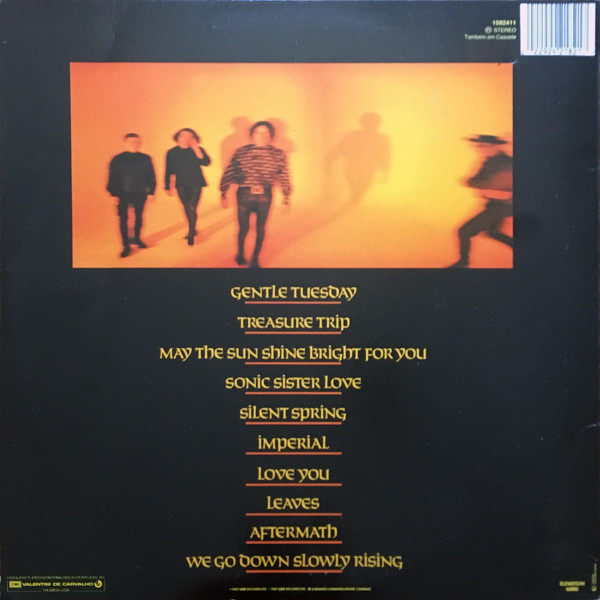 1502411
Ⓟ STEREO
Também em Cassete
GENTLE TUESDAY
TREASURE TRIP
MAY THE SUN SHINE BRIGHT FOR YOU
SONIC SISTER LOVE
SILENT SPRING
IMPERIAL
LOVE YOU
LEAVES
AFTERMATH
WE GO DOWN SLOWLY RISING
EMI VALENTIM DE CARVALHO
ELEVATION